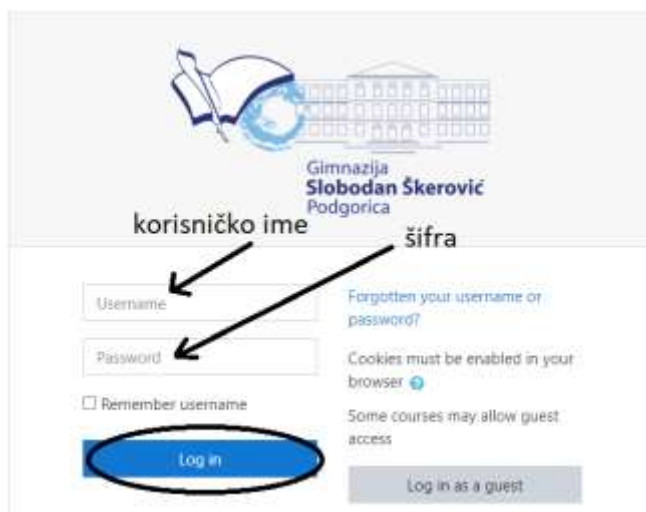 Gimnazija
Slobodan Škerović
Podgorica
korisničko ime
šifra
Username
Password
Remember username
Log in
Forgotten your username or
password?
Cookies must be enabled in your
browser
Some courses may allow guest
access
Log in as a guest